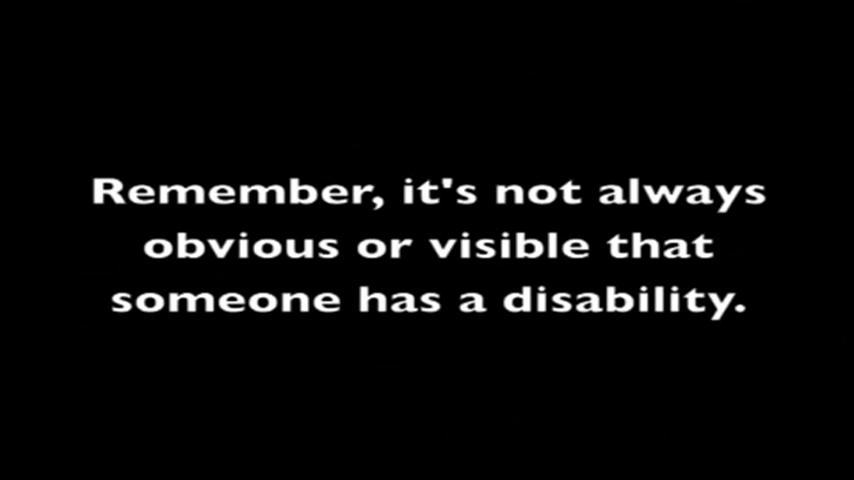 Remember, it's not always
obvious or visible that
someone has a disability.